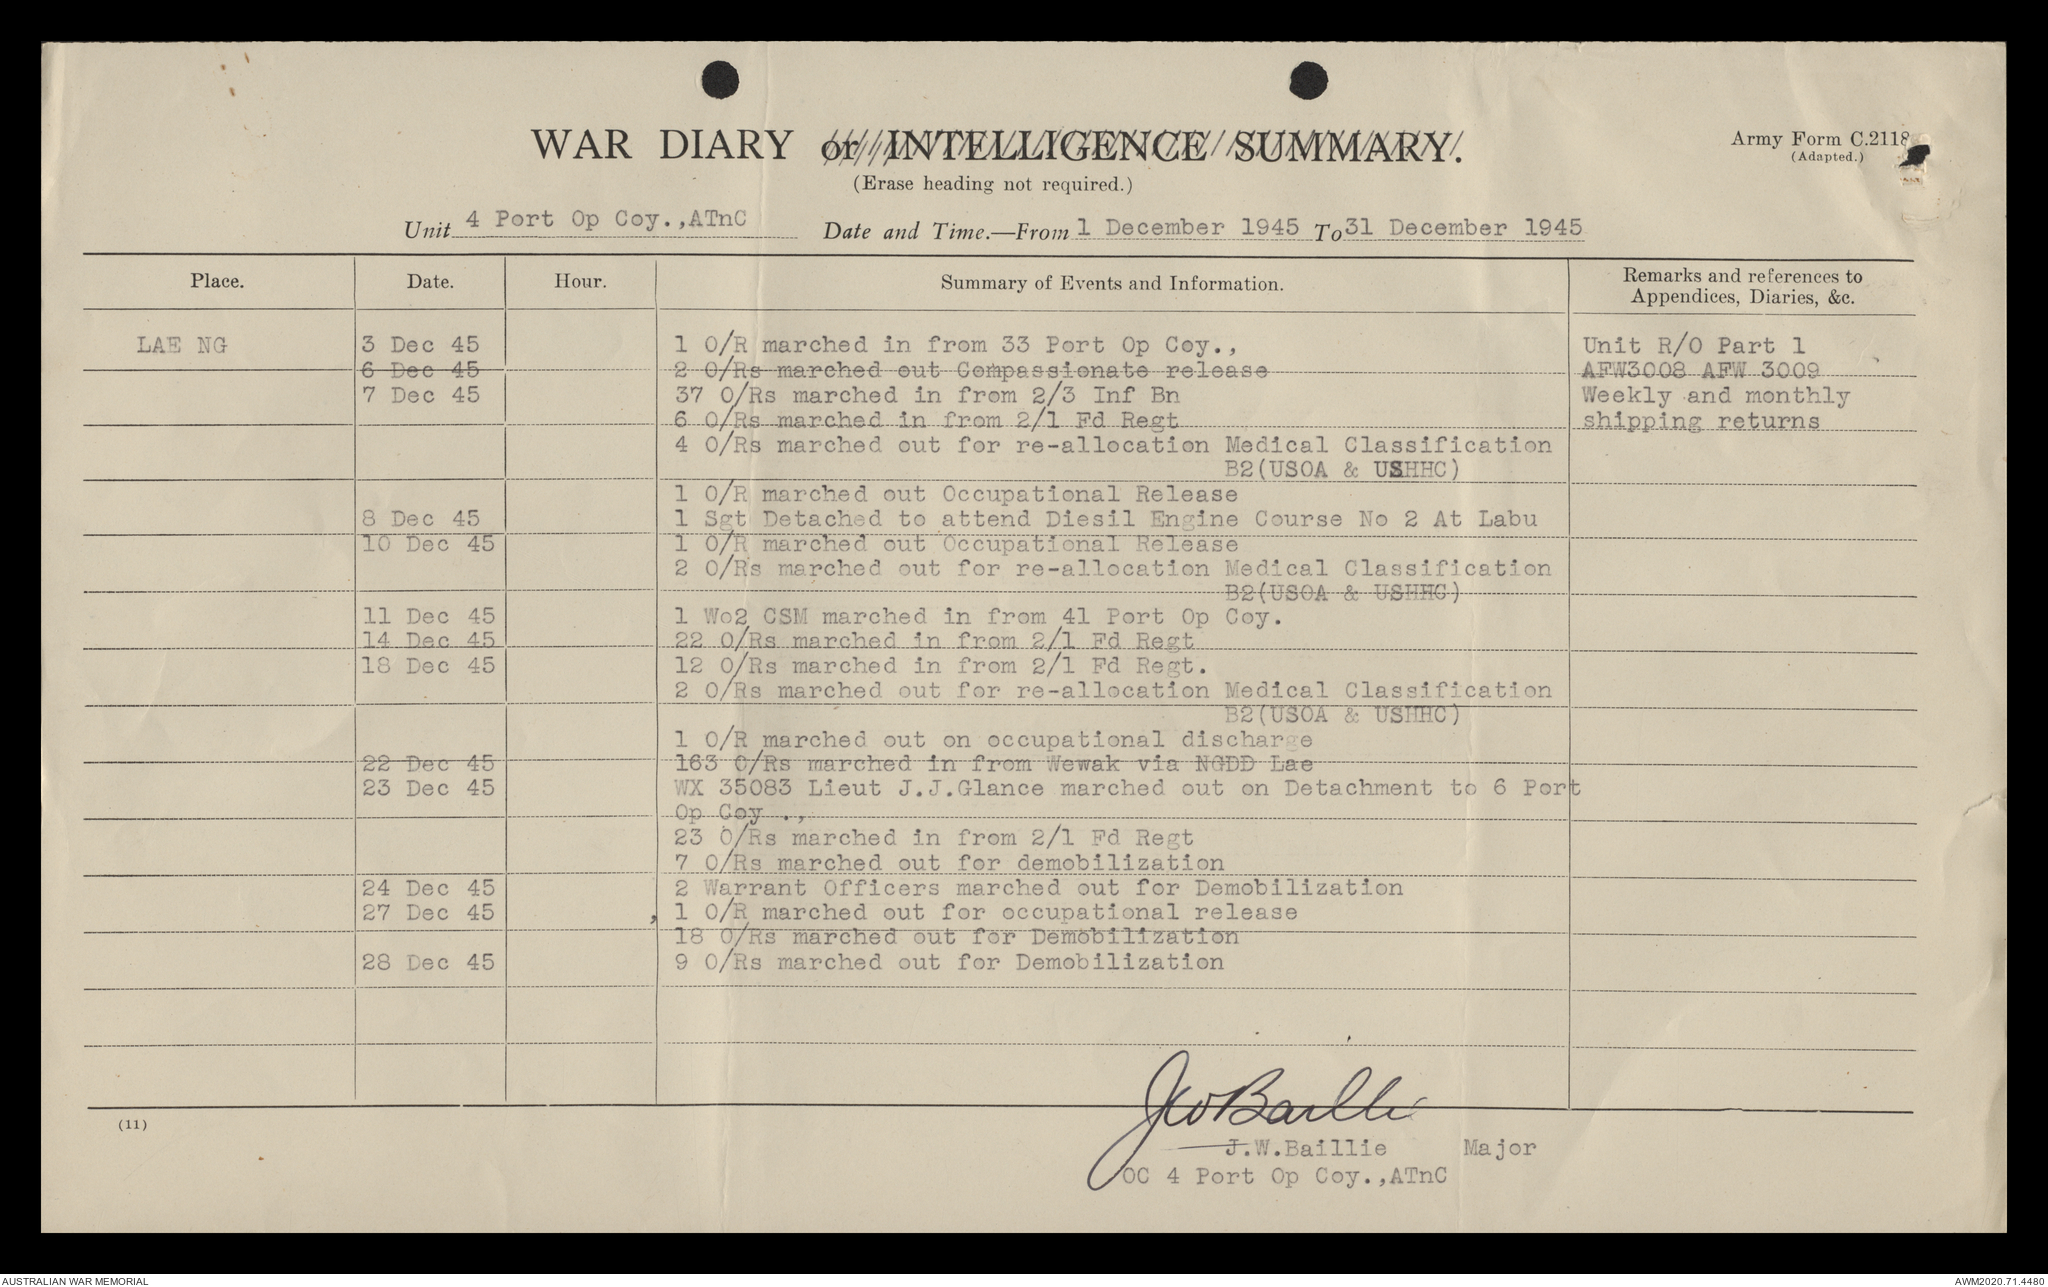 WAR DIARY or INTELLIGENCE SUMMARY.
(Erase heading not required.)
Army Form C.2118
(Adapted.)
Unit 4 Port Op Coy.,ATnC Date and Time.—From 1 December 1945 To 31 December 1945
Place. Date. Hour. Summary of Events and Information. Remarks and references to Appendices, Diaries, &c.
LAE NG 3 Dec 45 1 O/R marched in from 33 Port Op Coy., Unit R/O Part 1
6 Dec 45 2 O/Rs marched out Compassionate release AFW3008 AFW 3009
7 Dec 45 37 O/Rs marched in from 2/3 Inf Bn Weekly and monthly
6 O/Rs marched in from 2/1 Fd Regt shipping returns
4 O/Rs marched out for re-allocation Medical Classification
B2(USOA & USHHC)
1 O/R marched out Occupational Release
8 Dec 45 1 Sgt Detached to attend Diesil Engine Course No 2 At Labu
10 Dec 45 1 O/R marched out Occupational Release
2 O/Rs marched out for re-allocation Medical Classification
B2(USOA & USHHC)
11 Dec 45 1 Wo2 CSM marched in from 41 Port Op Coy.
14 Dec 45 22 O/Rs marched in from 2/1 Fd Regt
18 Dec 45 12 O/Rs marched in from 2/1 Fd Regt.
2 O/Rs marched out for re-allocation Medical Classification
B2(USOA & USHHC)
1 O/R marched out on occupational discharge
22 Dec 45 163 O/Rs marched in from Wewak via NGDD Lae
23 Dec 45 WX 35083 Lieut J.J.Glance marched out on Detachment to 6 Port
Op Coy .,
23 O/Rs marched in from 2/1 Fd Regt
7 O/Rs marched out for demobilization
24 Dec 45 2 Warrant Officers marched out for Demobilization
27 Dec 45 , 1 O/R marched out for occupational release
18 O/Rs marched out for Demobilization
28 Dec 45 9 O/Rs marched out for Demobilization
JWBaillie
(11)
J.W.Baillie Major
OC 4 Port Op Coy.,ATnC
AUSTRALIAN WAR MEMORIAL AWM2020.71.4480